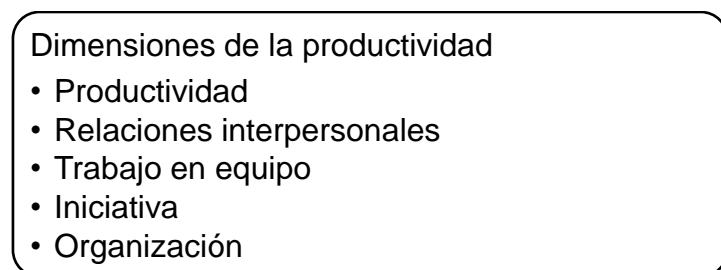 Dimensiones de la productividad
• Productividad
• Relaciones interpersonales
• Trabajo en equipo
• Iniciativa
• Organización